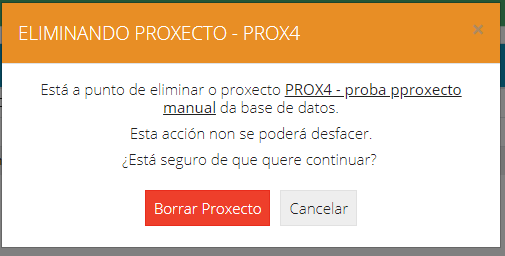 ELIMINANDO PROXECTO - PROX4
×
Está a punto de eliminar o proxecto PROX4 - proba pproxecto
manual da base de datos.
Esta acción non se poderá desfacer.
¿Está seguro de que quere continuar?
Borrar Proxecto
Cancelar